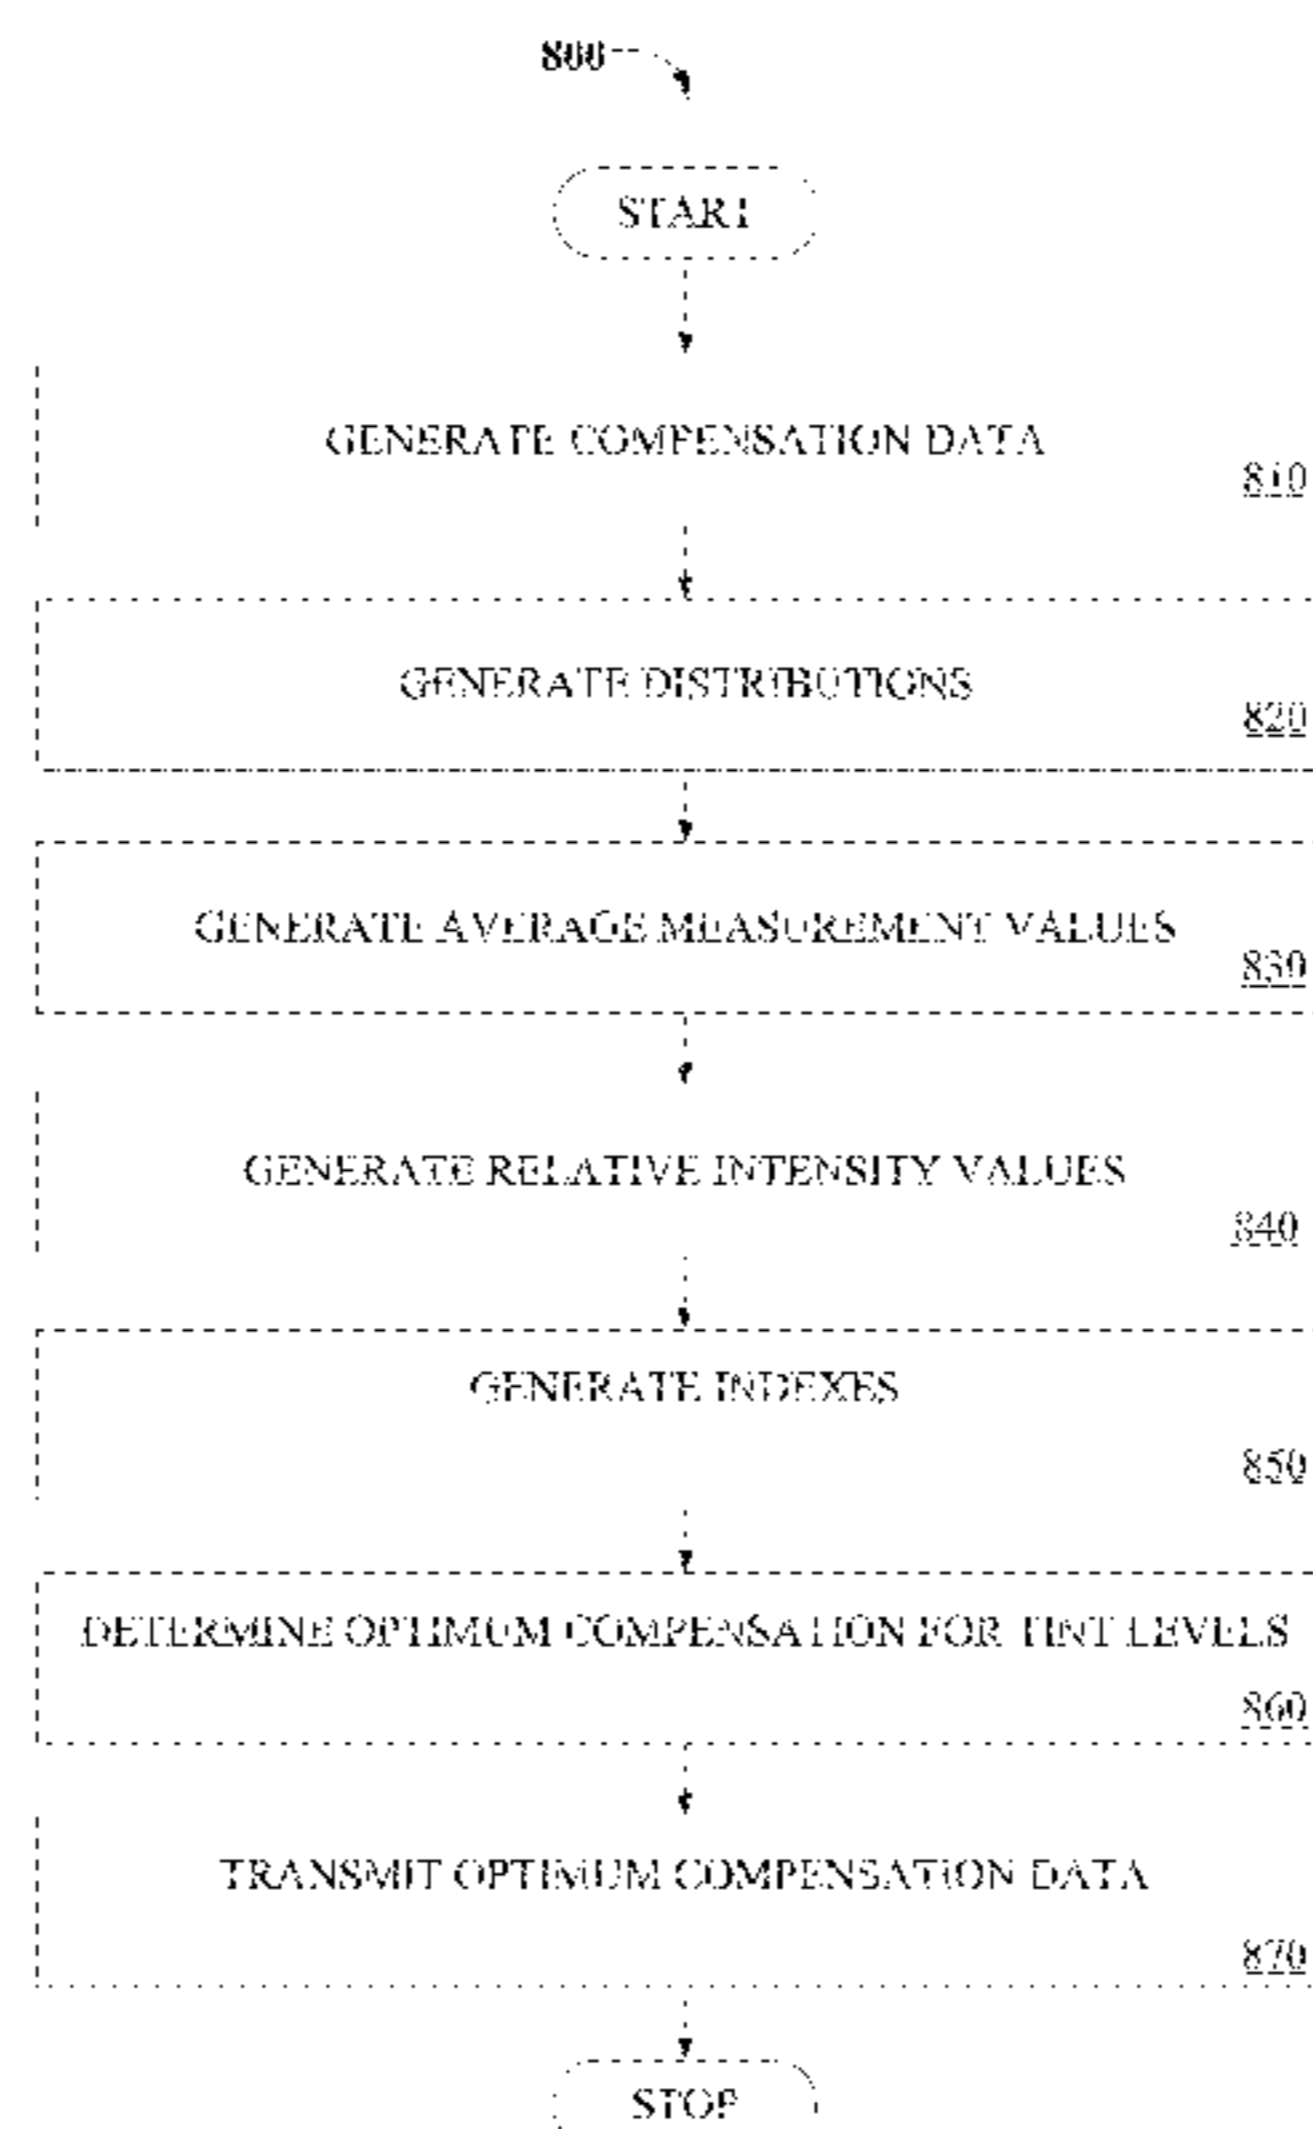 800
START
GENERATE COMPENSATION DATA
810
GENERATE DISTRIBUTIONS
820
GENERATE AVERAGE MEASUREMENT VALUES
830
GENERATE RELATIVE INTENSITY VALUES
840
GENERATE INDEXES
850
DETERMINE OPTIMUM COMPENSATION FOR TINT LEVELS
860
TRANSMIT OPTIMUM COMPENSATION DATA
870
STOP